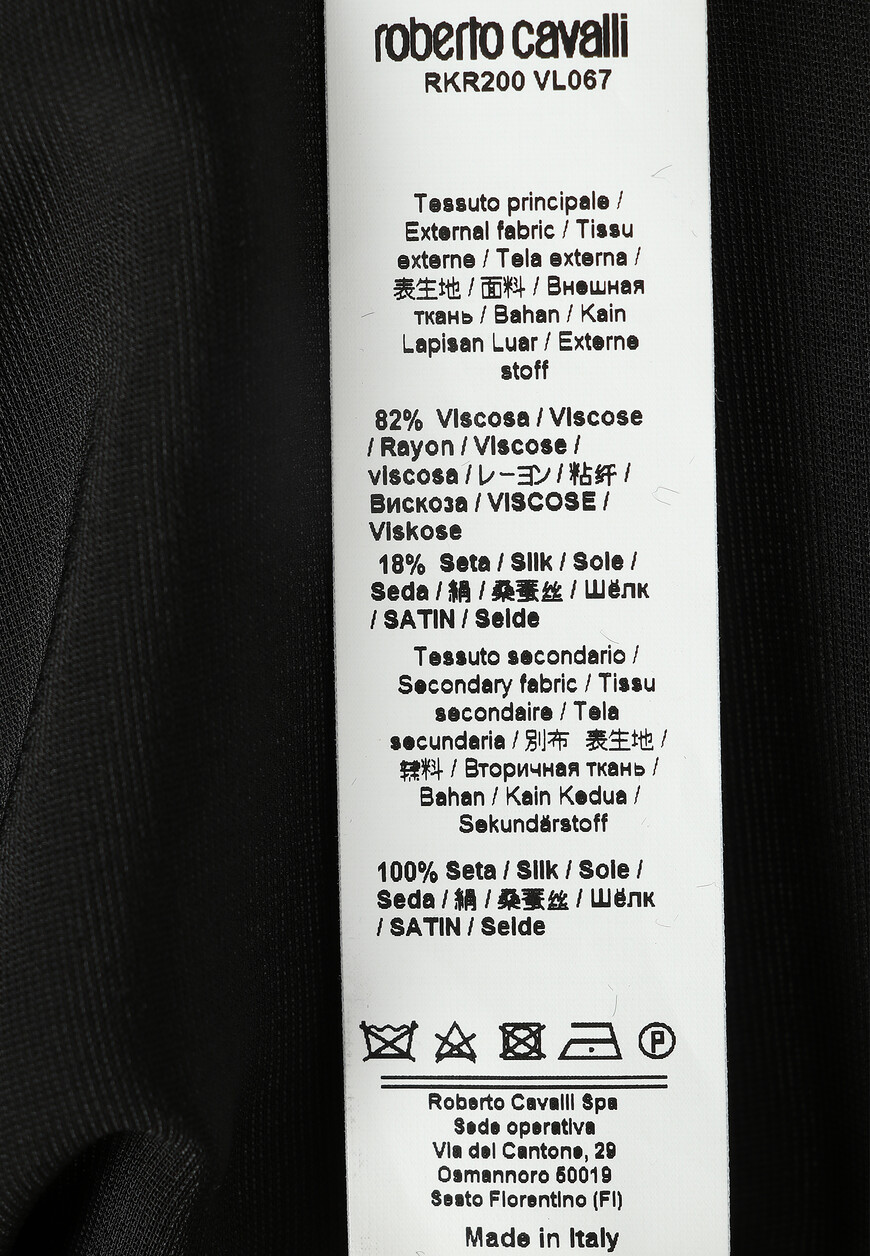 roberto cavalli
RKR200 VL067
Tessuto principale /
External fabric / Tissu
externe / Tela externa /
表生地 / 面料 / Внешная
ткань / Bahan / Kain
Lapisan Luar / Externe
stoff
82% Viscosa / Viscose
/ Rayon / Viscose /
viscosa / レーヨン / 粘纤 /
Вискоза / VISCOSE /
Viskose
18% Seta / Silk / Soie /
Seda / 絹 / 桑蚕丝 / Шёлк
/ SATIN / Seide
Tessuto secondario /
Secondary fabric / Tissu
secondaire / Tela
secundaria / 別布 表生地 /
辅料 / Вторичная ткань /
Bahan / Kain Kedua /
Sekundärstoff
100% Seta / Silk / Soie /
Seda / 絹 / 桑蚕丝 / Шёлк
/ SATIN / Seide
P
Roberto Cavalli Spa
Sede operativa
Via del Cantone, 29
Osmannoro 50019
Sesto Fiorentino (FI)
Made in Italy